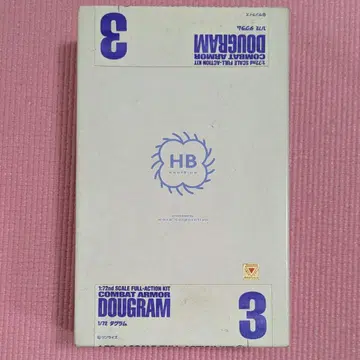 3
1:72nd SCALE FULL-ACTION KIT
COMBAT ARMOR
DOUGRAM
1/72 ダグラム
HB
1:72nd SCALE FULL-ACTION KIT
COMBAT ARMOR
DOUGRAM
1/72 ダグラム
3